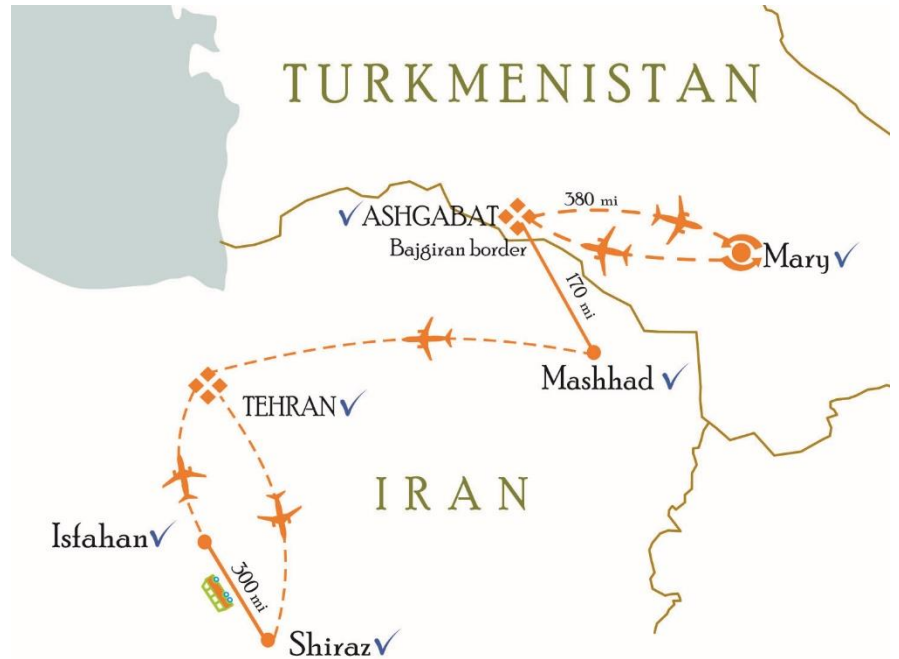 TURKMENISTAN
380 mi
ASHGABAT
Bajgiran border
Mary
170 mi
Mashhad
TEHRAN
IRAN
Isfahan
300 mi
Shiraz